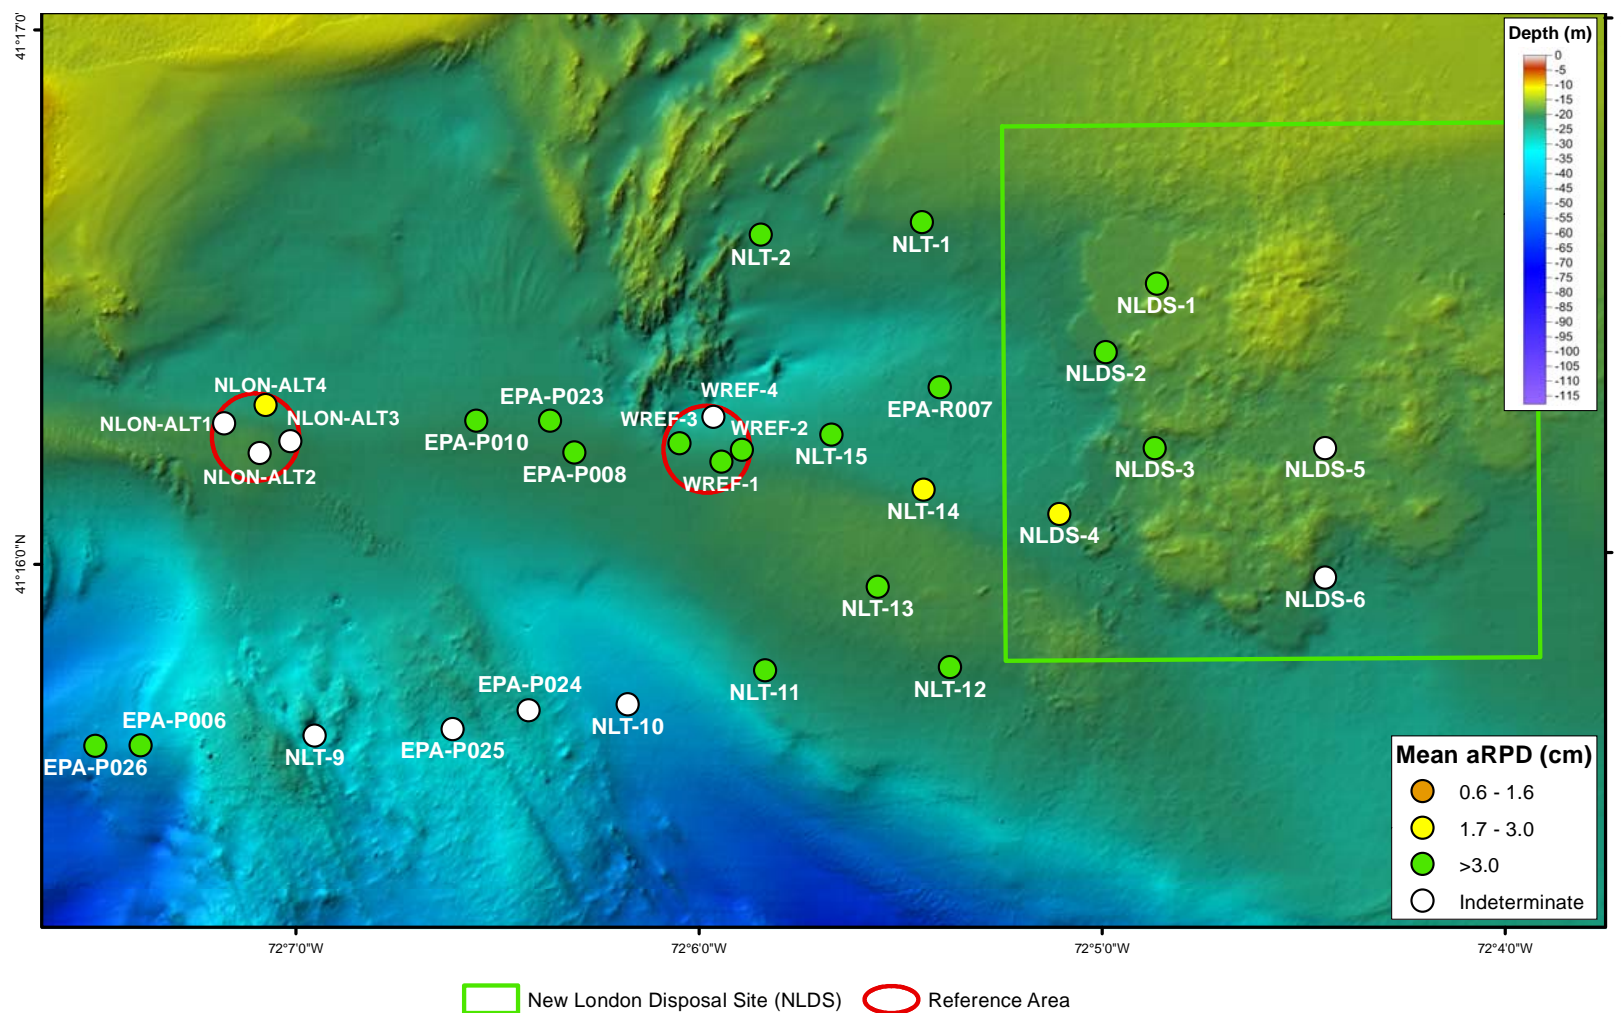 41°17'0'
Depth (m)
0
-5
-10
-15
-20
-25
-30
-35
-40
-45
-50
-55
-60
-65
-70
-75
-80
-85
-90
-95
-100
-105
-110
-115
NLT-2
NLT-1
NLDS-1
NLDS-2
NLON-ALT4
NLON-ALT1
NLON-ALT3
NLON-ALT2
EPA-P023
EPA-P010
EPA-P008
WREF-4
WREF-3
WREF-2
WREF-1
EPA-R007
NLT-15
NLDS-3
NLDS-5
NLT-14
NLDS-4
41°16'0"N
NLDS-6
NLT-13
NLT-11
NLT-12
EPA-P024
NLT-10
EPA-P006
EPA-P026
NLT-9
EPA-P025
Mean aRPD (cm)
0.6 - 1.6
1.7 - 3.0
>3.0
Indeterminate
72°7'0"W
72°6'0"W
72°5'0"W
72°4'0"W
New London Disposal Site (NLDS)
Reference Area